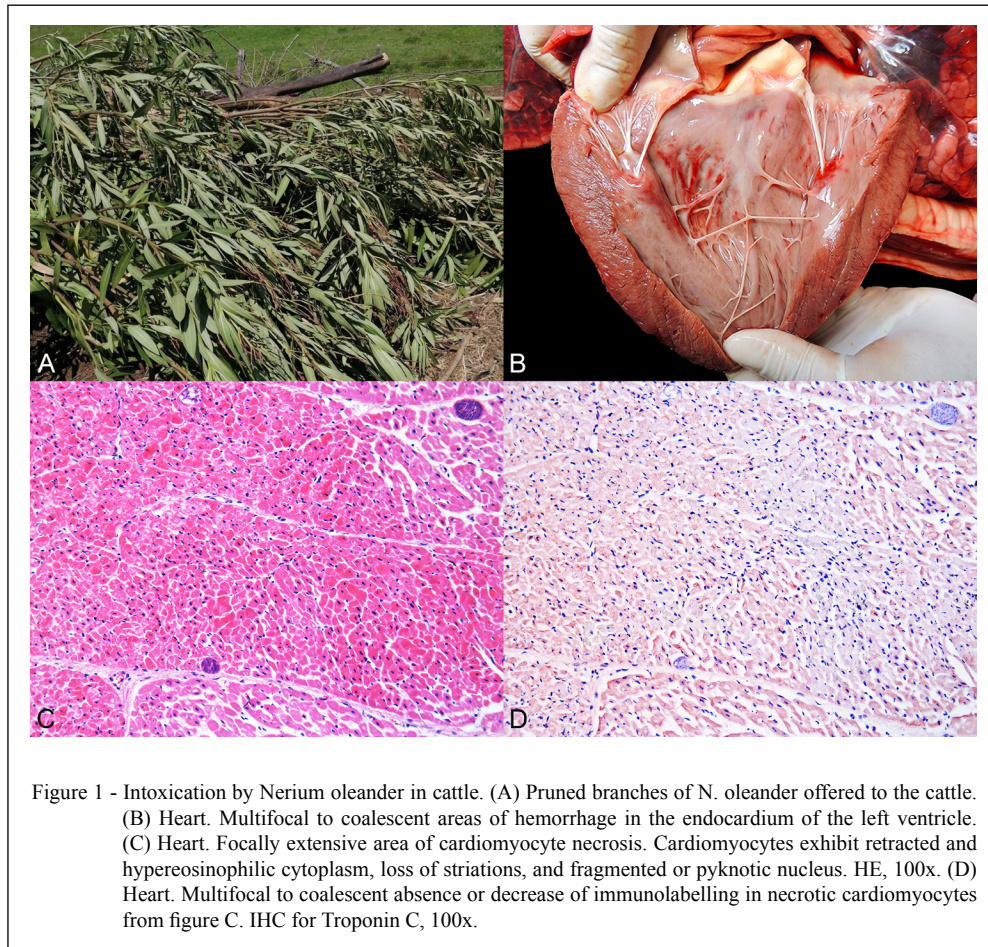 A
B
C
D
Figure 1 - Intoxication by Nerium oleander in cattle. (A) Pruned branches of N. oleander offered to the cattle.
(B) Heart. Multifocal to coalescent areas of hemorrhage in the endocardium of the left ventricle.
(C) Heart. Focally extensive area of cardiomyocyte necrosis. Cardiomyocytes exhibit retracted and
hypereosinophilic cytoplasm, loss of striations, and fragmented or pyknotic nucleus. HE, 100x. (D)
Heart. Multifocal to coalescent absence or decrease of immunolabelling in necrotic cardiomyocytes
from figure C. IHC for Troponin C, 100x.